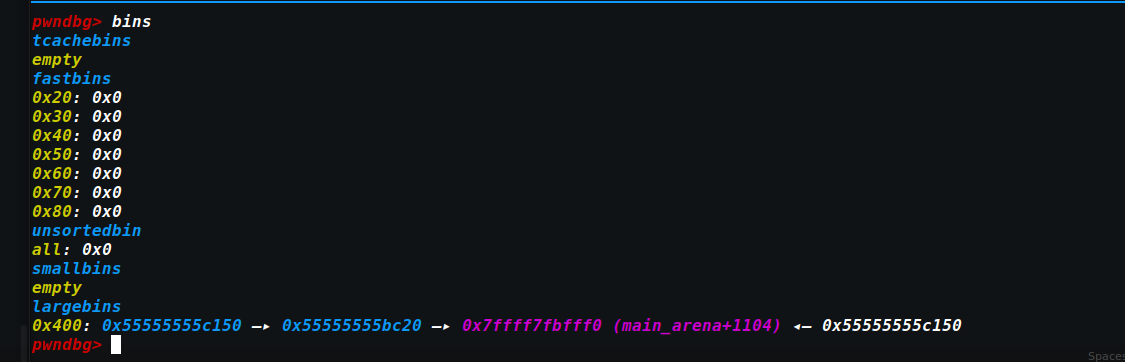 pwndbg> bins
tcachebins
empty
fastbins
0x20: 0x0
0x30: 0x0
0x40: 0x0
0x50: 0x0
0x60: 0x0
0x70: 0x0
0x80: 0x0
unsortedbin
all: 0x0
smallbins
empty
largebins
0x400: 0x55555555c150 —▸ 0x55555555bc20 —▸ 0x7ffff7fbfff0 (main_arena+1104) ◂— 0x55555555c150
pwndbg>
Spaces